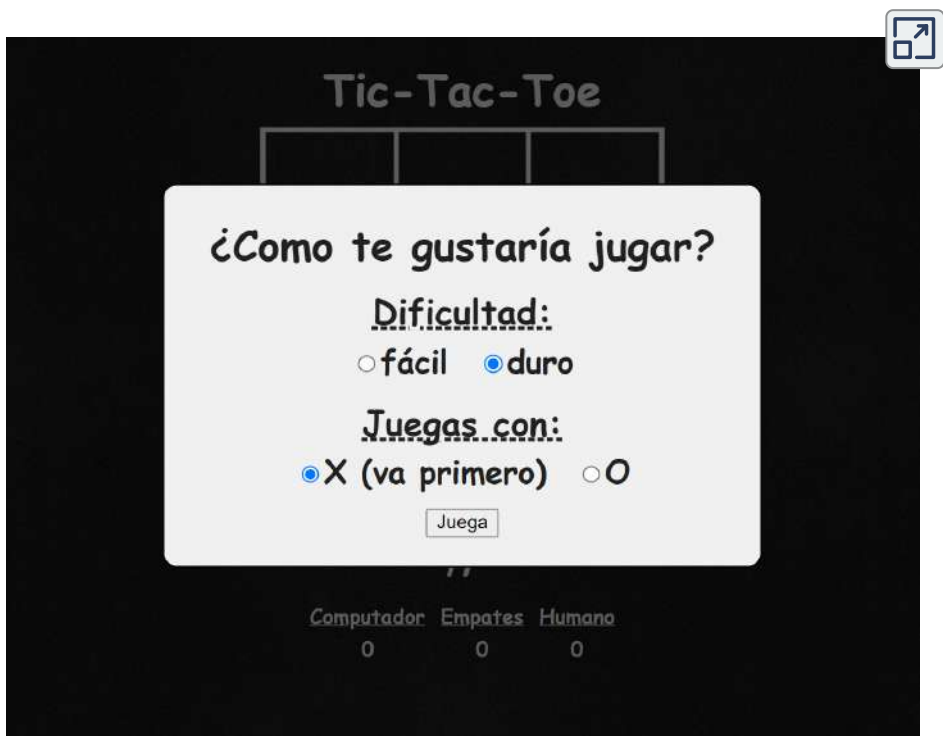 Tic-Tac-Toe
¿Como te gustaría jugar?
Dificultad:
fácil duro
Juegas con:
X (va primero) O
Juega
Computador Empates Humano
0 0 0